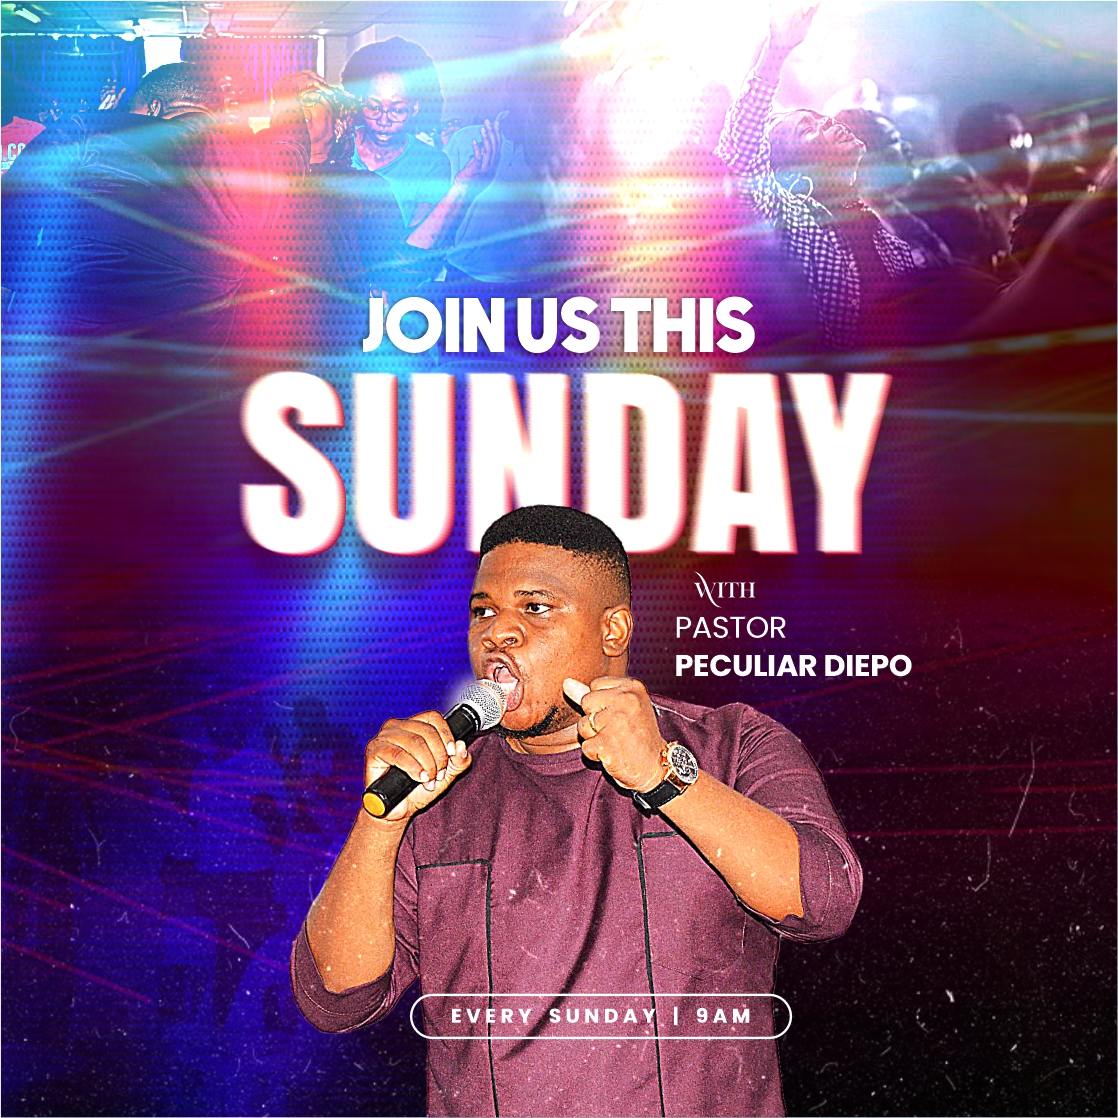 JOIN US THIS
SUNDAY
WITH
PASTOR
PECULIAR DIEPO
EVERY SUNDAY | 9AM